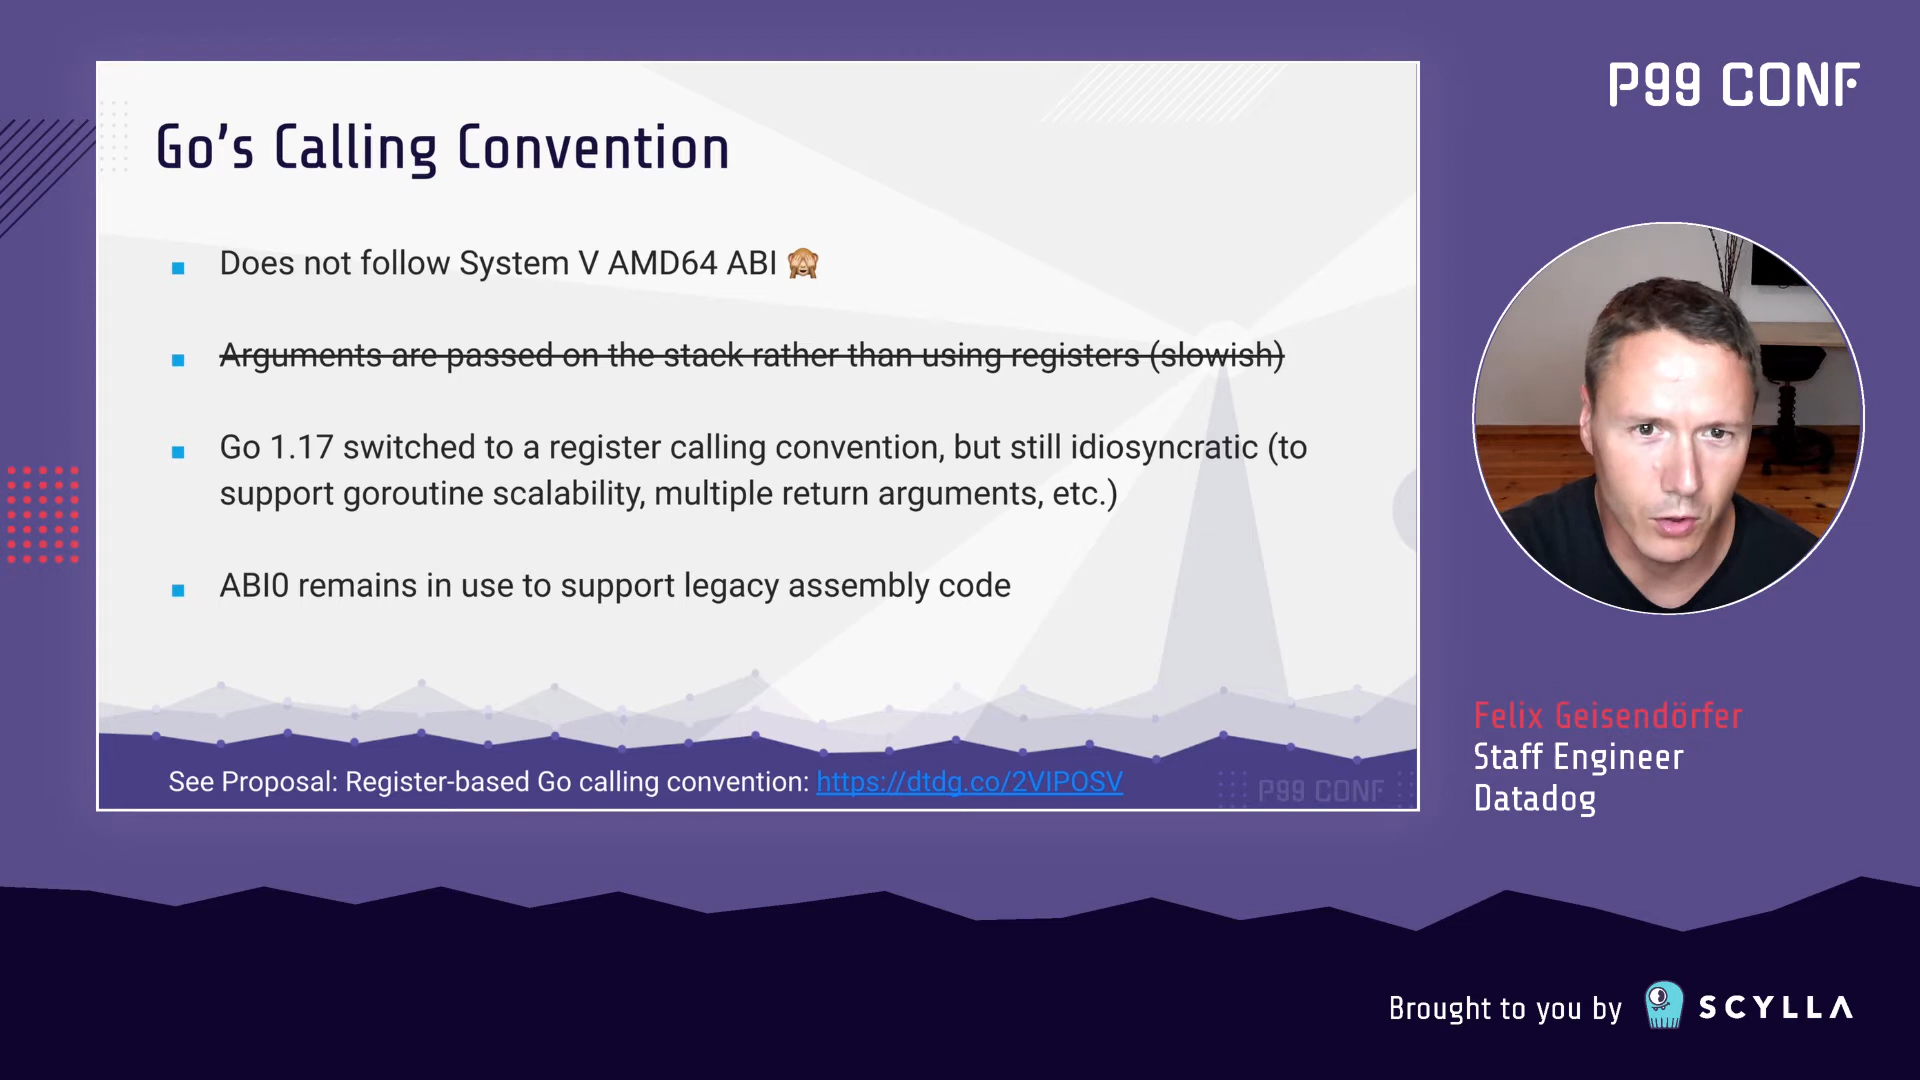 P99 CONF
Go's Calling Convention
Does not follow System V AMD64 ABI 🙈
Arguments are passed on the stack rather than using registers (slowish)
Go 1.17 switched to a register calling convention, but still idiosyncratic (to
support goroutine scalability, multiple return arguments, etc.)
ABI0 remains in use to support legacy assembly code
See Proposal: Register-based Go calling convention: https://dtdg.co/2VIPOSV
P99 CONF
Felix Geisendörfer
Staff Engineer
Datadog
Brought to you by SCYLLA